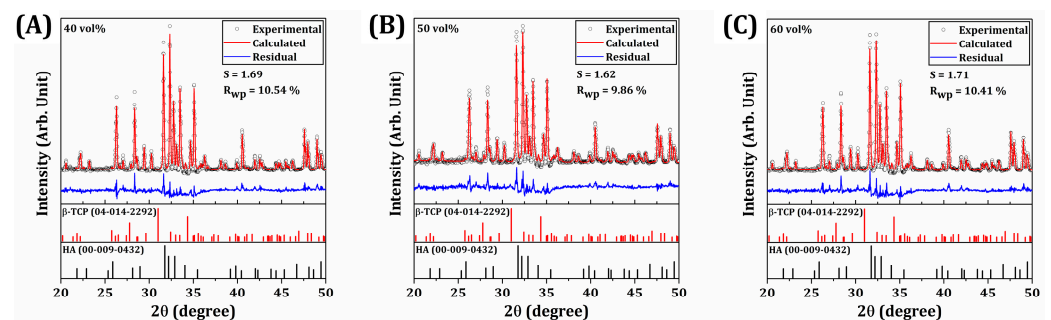 (A)
40 vol%
Experimental
Calculated
Residual
S = 1.69
Rwp = 10.54 %
Intensity (Arb. Unit)
β-TCP (04-014-2292)
HA (00-009-0432)
20 25 30 35 40 45 50
2θ (degree)
(B)
50 vol%
Experimental
Calculated
Residual
S = 1.62
Rwp = 9.86 %
Intensity (Arb. Unit)
β-TCP (04-014-2292)
HA (00-009-0432)
20 25 30 35 40 45 50
2θ (degree)
(C)
60 vol%
Experimental
Calculated
Residual
S = 1.71
Rwp = 10.41 %
Intensity (Arb. Unit)
β-TCP (04-014-2292)
HA (00-009-0432)
20 25 30 35 40 45 50
2θ (degree)